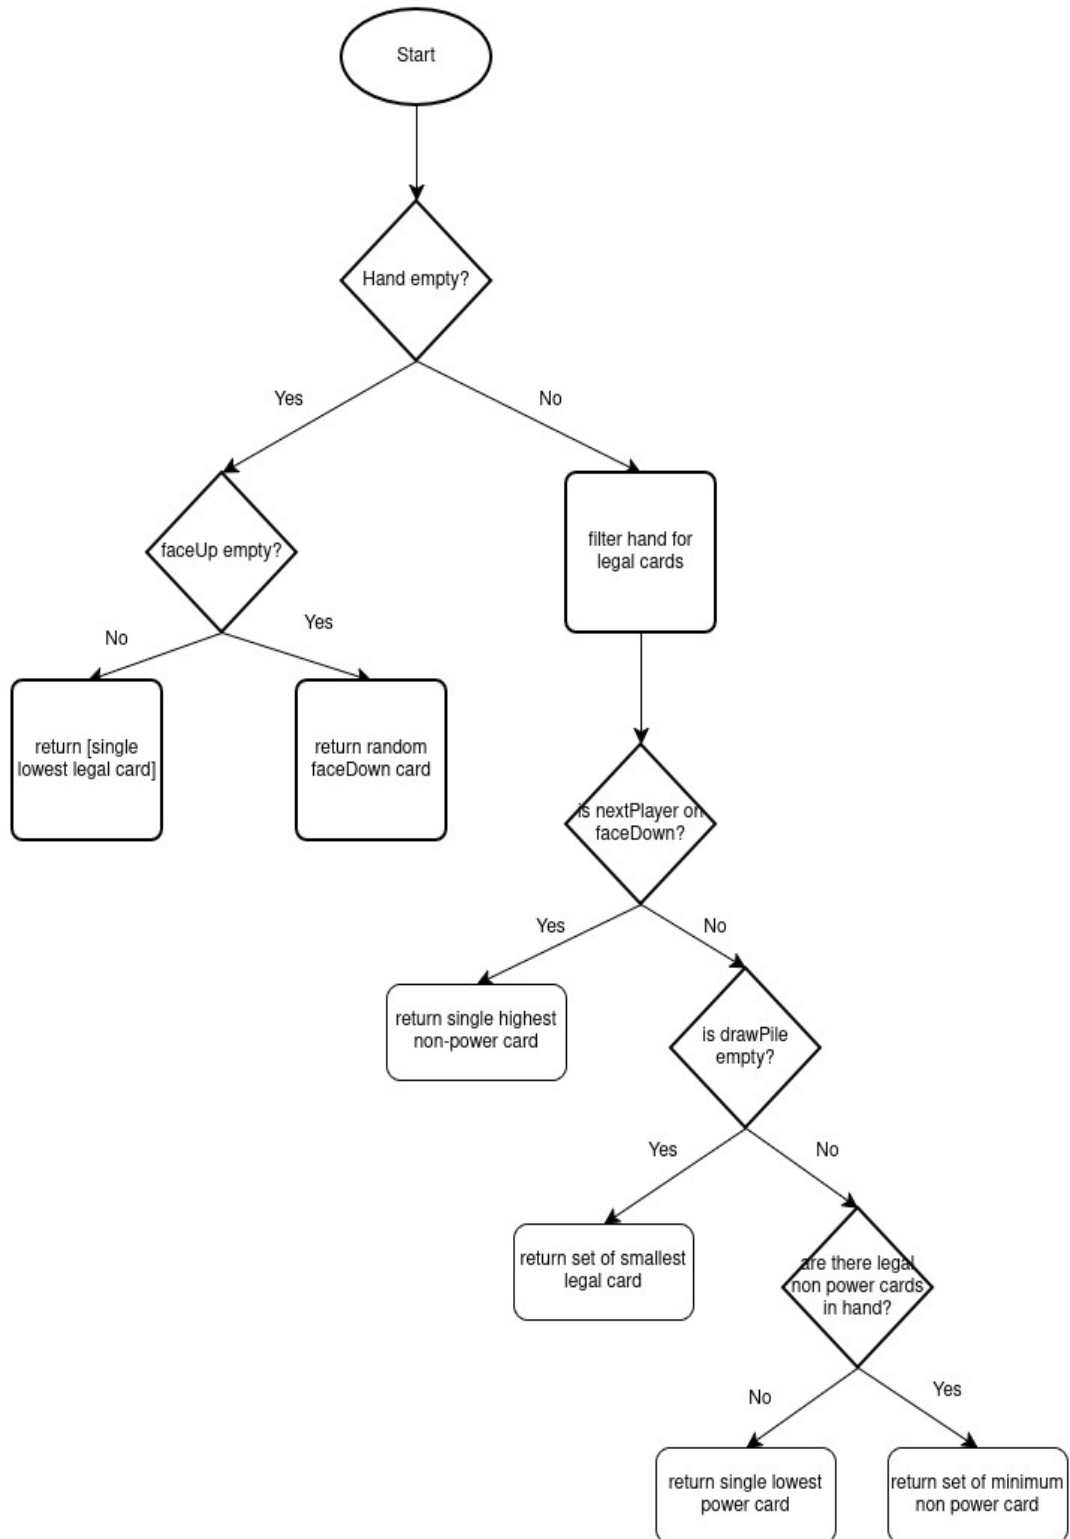 Start
Hand empty?
Yes
No
faceUp empty?
filter hand for
legal cards
No
Yes
return [single
lowest legal card]
return random
faceDown card
is nextPlayer on
faceDown?
Yes
No
return single highest
non-power card
is drawPile
empty?
Yes
No
return set of smallest
legal card
are there legal
non power cards
in hand?
No
Yes
return single lowest
power card
return set of minimum
non power card